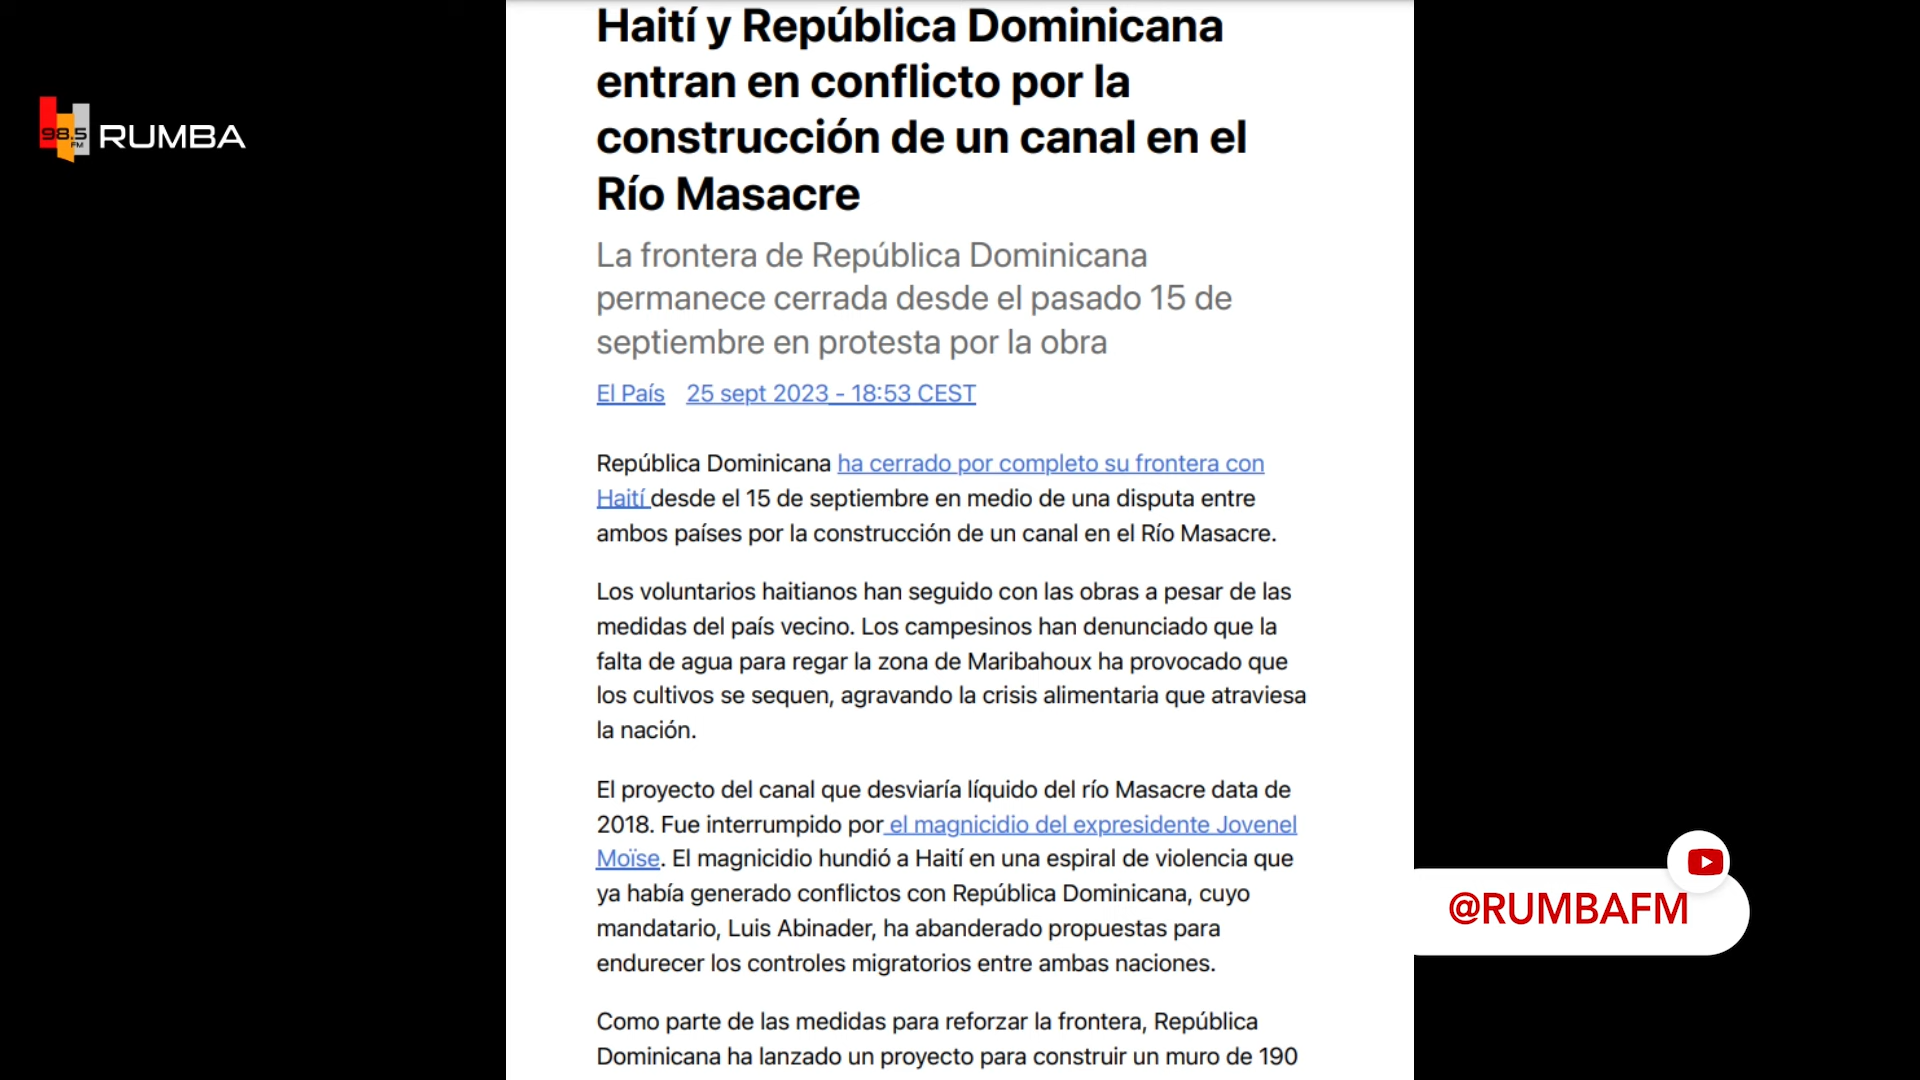 Haití y República Dominicana
entran en conflicto por la
construcción de un canal en el
Río Masacre
98.5
FM
RUMBA
La frontera de República Dominicana
permanece cerrada desde el pasado 15 de
septiembre en protesta por la obra
El País 25 sept 2023 - 18:53 CEST
República Dominicana ha cerrado por completo su frontera con
Haití desde el 15 de septiembre en medio de una disputa entre
ambos países por la construcción de un canal en el Río Masacre.
Los voluntarios haitianos han seguido con las obras a pesar de las
medidas del país vecino. Los campesinos han denunciado que la
falta de agua para regar la zona de Maribahoux ha provocado que
los cultivos se sequen, agravando la crisis alimentaria que atraviesa
la nación.
El proyecto del canal que desviaría líquido del río Masacre data de
2018. Fue interrumpido por el magnicidio del expresidente Jovenel
Moïse. El magnicidio hundió a Haití en una espiral de violencia que
ya había generado conflictos con República Dominicana, cuyo
mandatario, Luis Abinader, ha abanderado propuestas para
endurecer los controles migratorios entre ambas naciones.
@RUMBAFM
Como parte de las medidas para reforzar la frontera, República
Dominicana ha lanzado un proyecto para construir un muro de 190